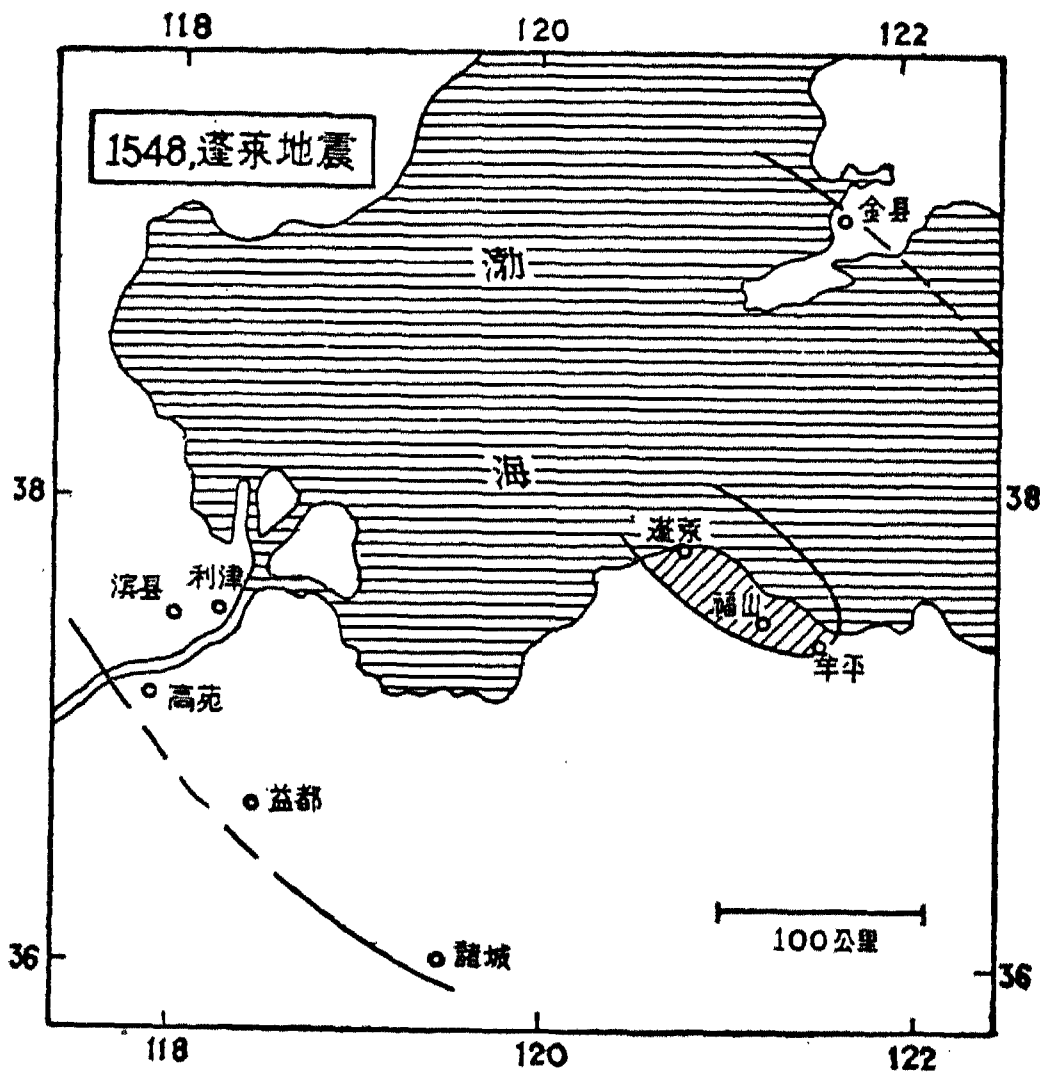 118 120 122
1548,蓬莱地震
金县
渤
海
38 38
蓬莱
滨县 利津
福山
牟平
高苑
益都
100公里
36 諸城 36
118 120 122